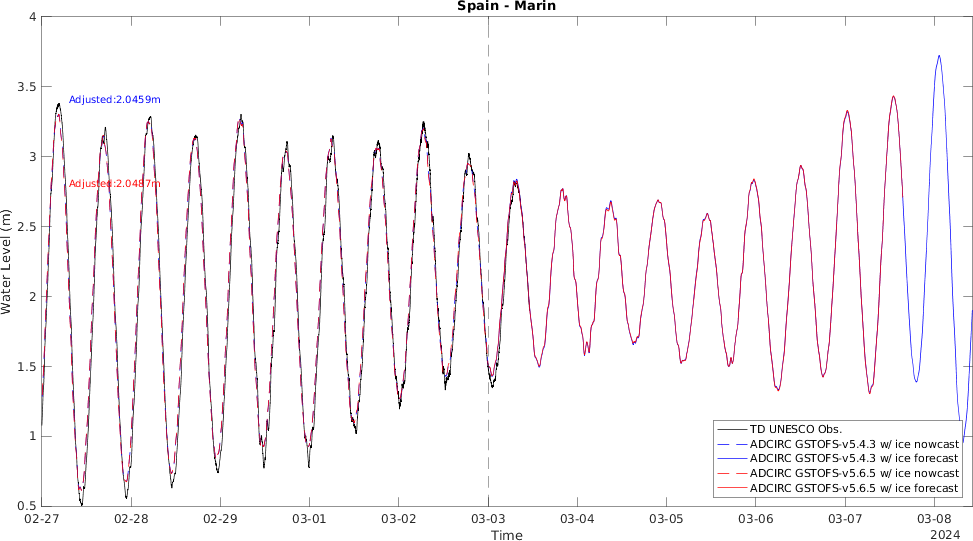 Spain - Marin
4
3.5
3
2.5
2
1.5
1
0.5
Water Level (m)
Adjusted:2.0459m
Adjusted:2.0487m
TD UNESCO Obs.
ADCIRC GSTOFS-v5.4.3 w/ ice nowcast
ADCIRC GSTOFS-v5.4.3 w/ ice forecast
ADCIRC GSTOFS-v5.6.5 w/ ice nowcast
ADCIRC GSTOFS-v5.6.5 w/ ice forecast
02-27 02-28 02-29 03-01 03-02 03-03 03-04 03-05 03-06 03-07 03-08
Time
2024